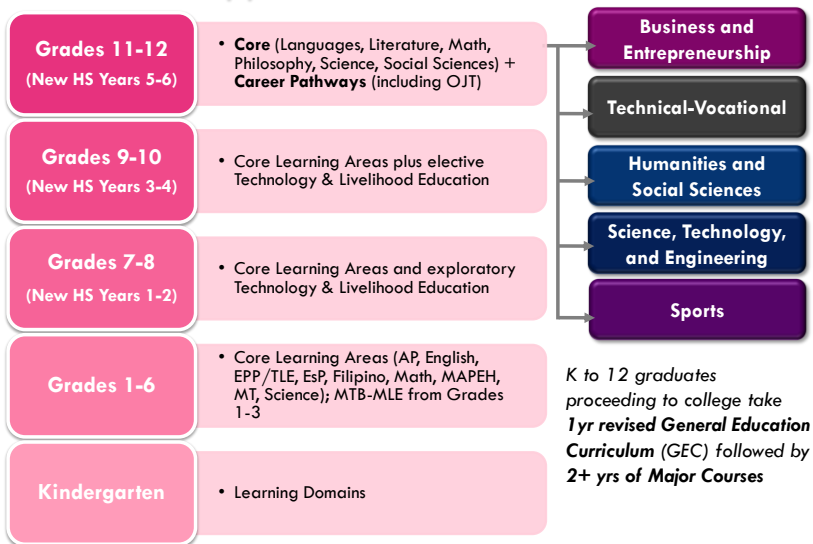 Grades 11-12
(New HS Years 5-6)
• Core (Languages, Literature, Math,
Philosophy, Science, Social Sciences) +
Career Pathways (including OJT)
Business and
Entrepreneurship
Technical-Vocational
Humanities and
Social Sciences
Science, Technology,
and Engineering
Sports
Grades 9-10
(New HS Years 3-4)
• Core Learning Areas plus elective
Technology & Livelihood Education
Grades 7-8
(New HS Years 1-2)
• Core Learning Areas and exploratory
Technology & Livelihood Education
Grades 1-6
• Core Learning Areas (AP, English,
EPP/TLE, EsP, Filipino, Math, MAPEH,
MT, Science); MTB-MLE from Grades
1-3
K to 12 graduates
proceeding to college take
1yr revised General Education
Curriculum (GEC) followed by
2+ yrs of Major Courses
Kindergarten
• Learning Domains